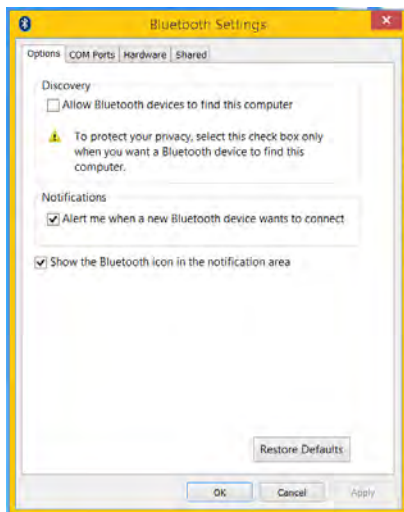 Bluetooth Settings
Options COM Ports Hardware Shared
Discovery
Allow Bluetooth devices to find this computer
To protect your privacy, select this check box only
when you want a Bluetooth device to find this
computer.
Notifications
Alert me when a new Bluetooth device wants to connect
Show the Bluetooth icon in the notification area
Restore Defaults
OK Cancel Apply